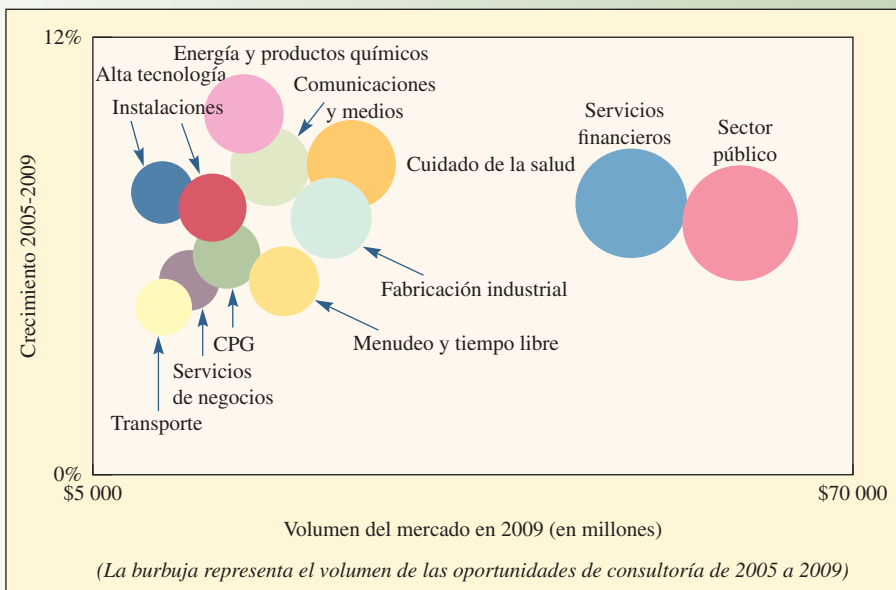 12%
Energía y productos químicos
Alta tecnología
Comunicaciones
y medios
Instalaciones
Servicios
financieros
Sector
público
Cuidado de la salud
Crecimiento 2005-2009
Fabricación industrial
CPG
Menudeo y tiempo libre
Servicios
de negocios
Transporte
0%
$5 000
$70 000
Volumen del mercado en 2009 (en millones)
(La burbuja representa el volumen de las oportunidades de consultoría de 2005 a 2009)